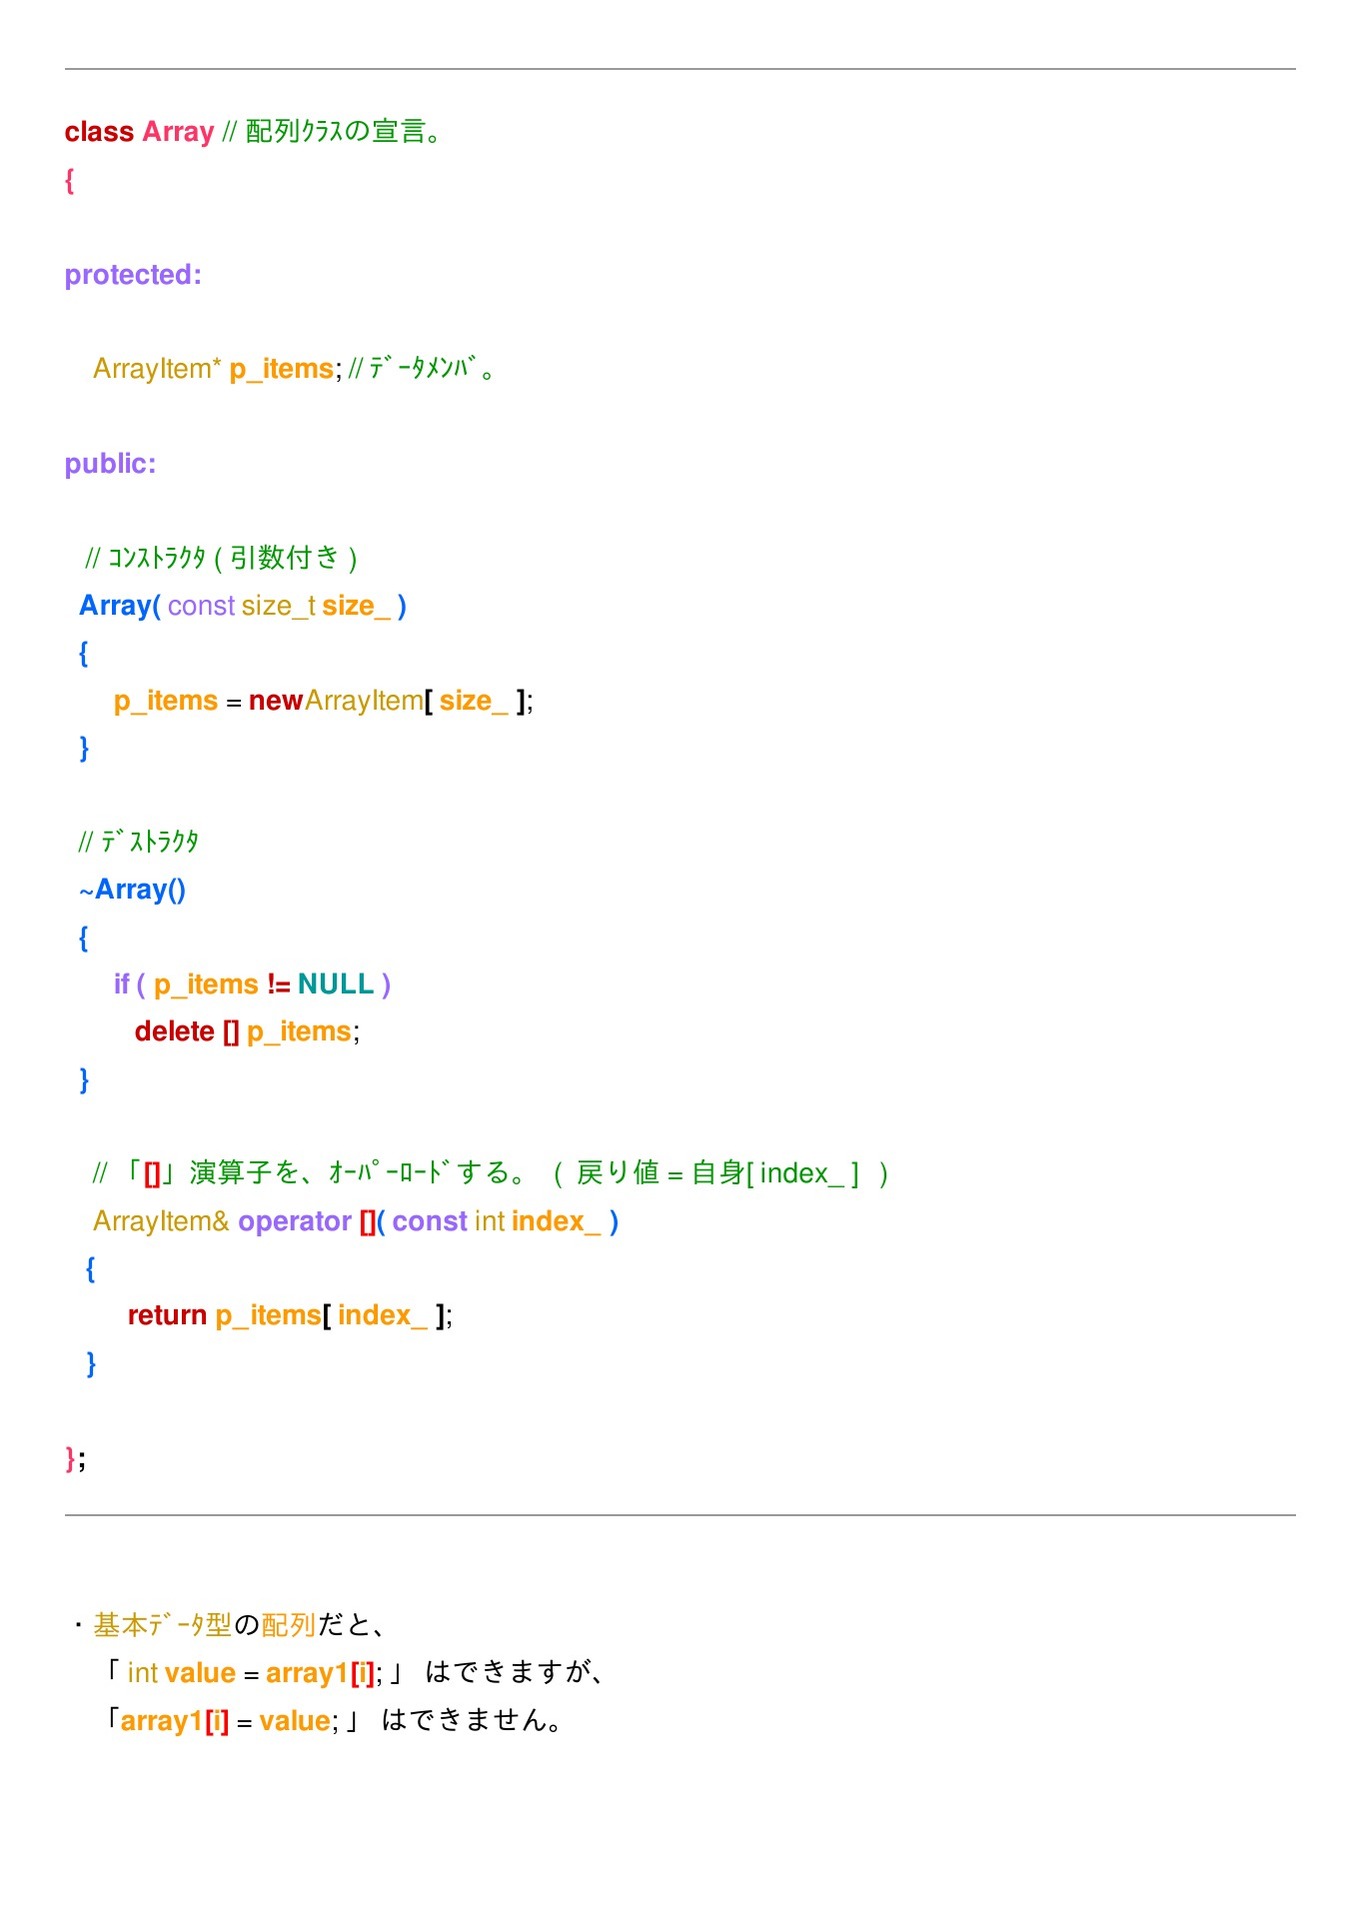 class Array // 配列ｸﾗｽの宣言。
{
protected:
ArrayItem* p_items; // ﾃﾞｰﾀﾒﾝﾊﾞ。
public:
// ｺﾝｽﾄﾗｸﾀ ( 引数付き )
Array( const size_t size_ )
{
p_items = newArrayItem[ size_ ];
}
// ﾃﾞｽﾄﾗｸﾀ
~Array()
{
if ( p_items != NULL )
delete [] p_items;
}
// 「[]」演算子を、ｵｰﾊﾟｰﾛｰﾄﾞする。 ( 戻り値 = 自身[ index_ ] )
ArrayItem& operator []( const int index_ )
{
return p_items[ index_ ];
}
};
・基本ﾃﾞｰﾀ型の配列だと、
「 int value = array1[i]; 」 はできますが、
「array1[i] = value; 」 はできません。